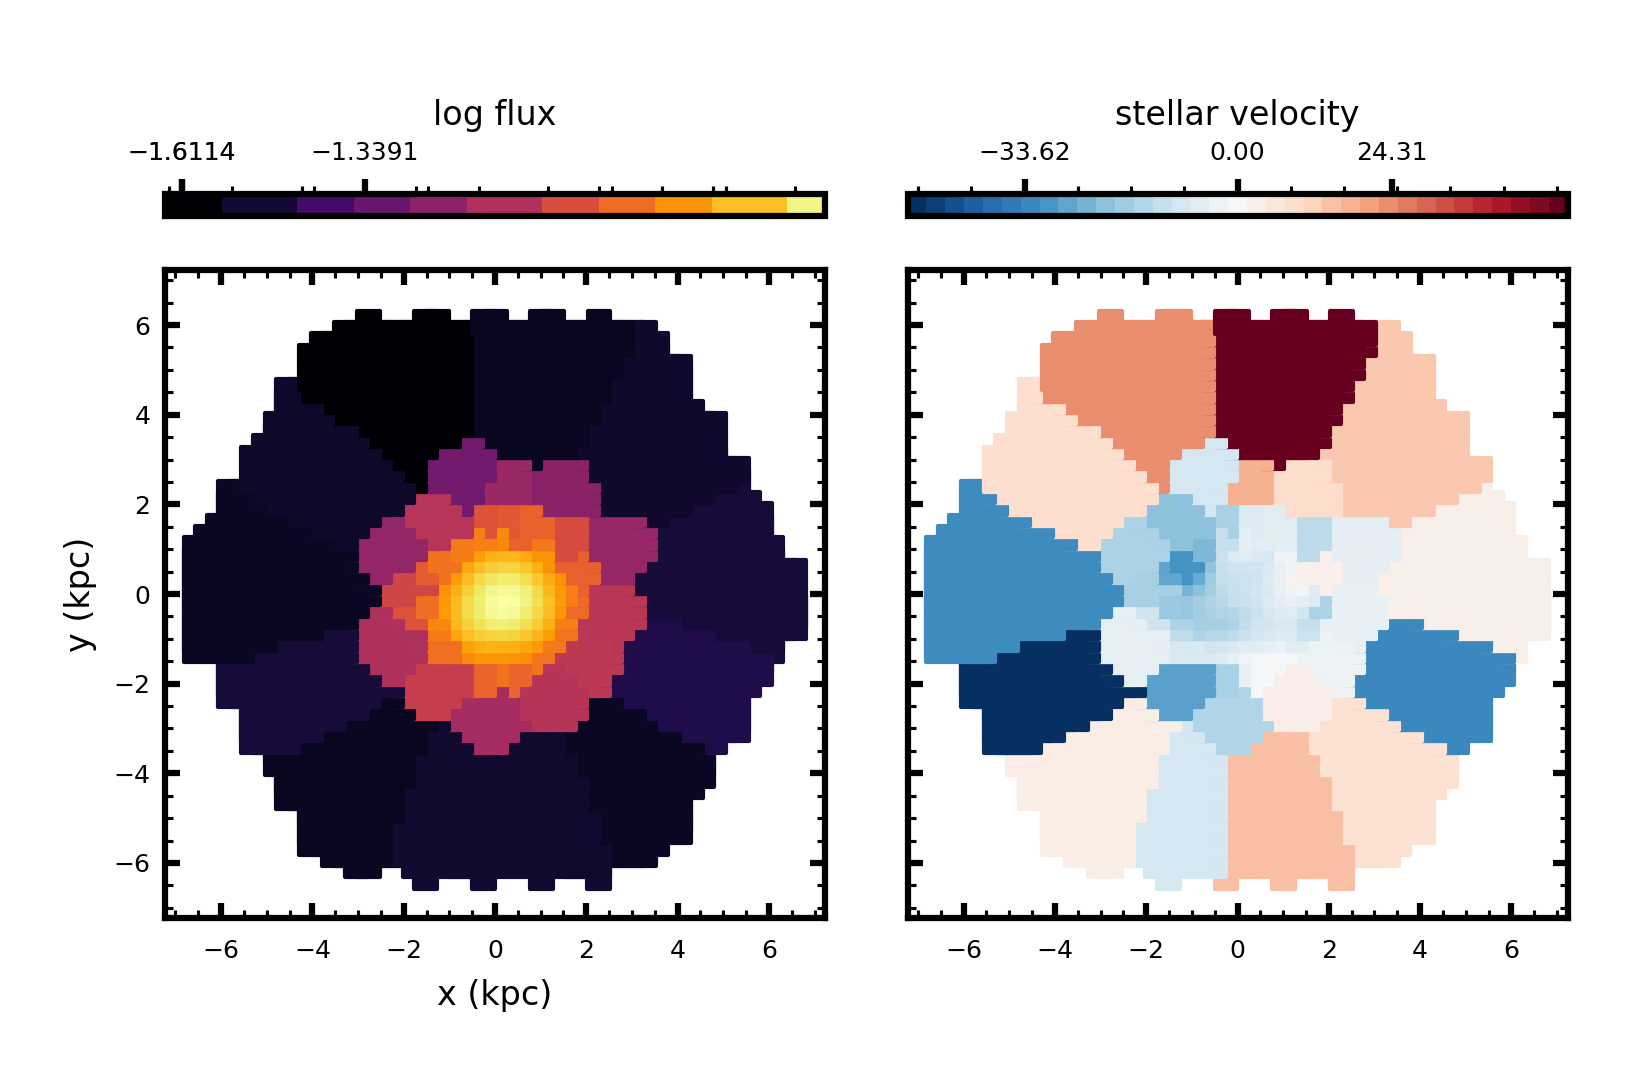 log flux
stellar velocity
−1.6114 −1.3391
−33.62 0.00 24.31
6
4
2
0
−2
−4
−6
y (kpc)
−6 −4 −2 0 2 4 6
−6 −4 −2 0 2 4 6
x (kpc)